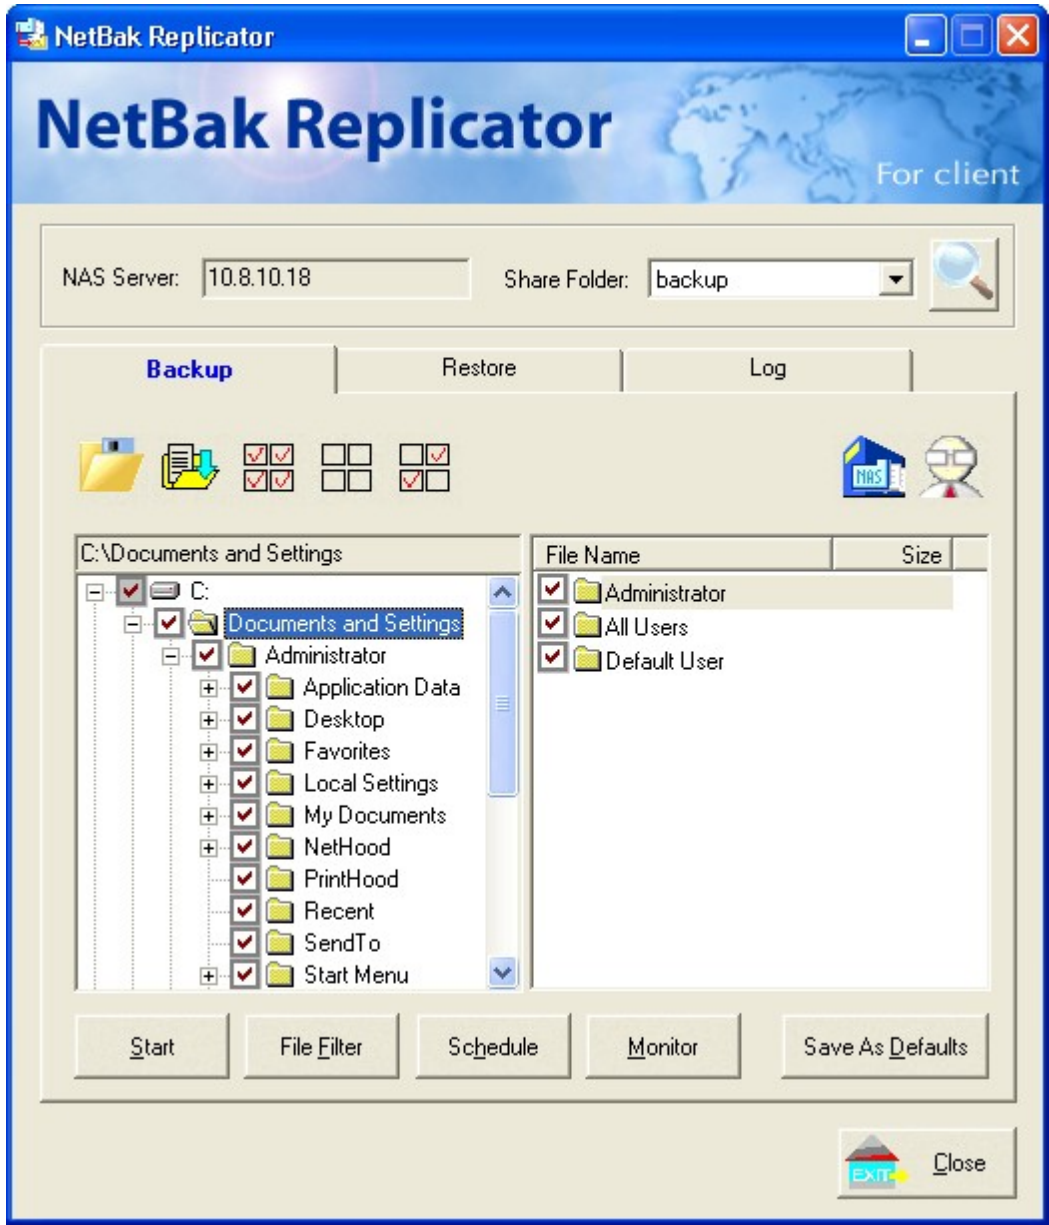 NetBak Replicator
NetBak Replicator
For client
NAS Server: 10.8.10.18 Share Folder: backup
Backup Restore Log
NAS
C:\Documents and Settings
File Name Size
C:
Documents and Settings
Administrator
Application Data
Desktop
Favorites
Local Settings
My Documents
NetHood
PrintHood
Recent
SendTo
Start Menu
Administrator
All Users
Default User
Start File Filter Schedule Monitor Save As Defaults
EXIT Close